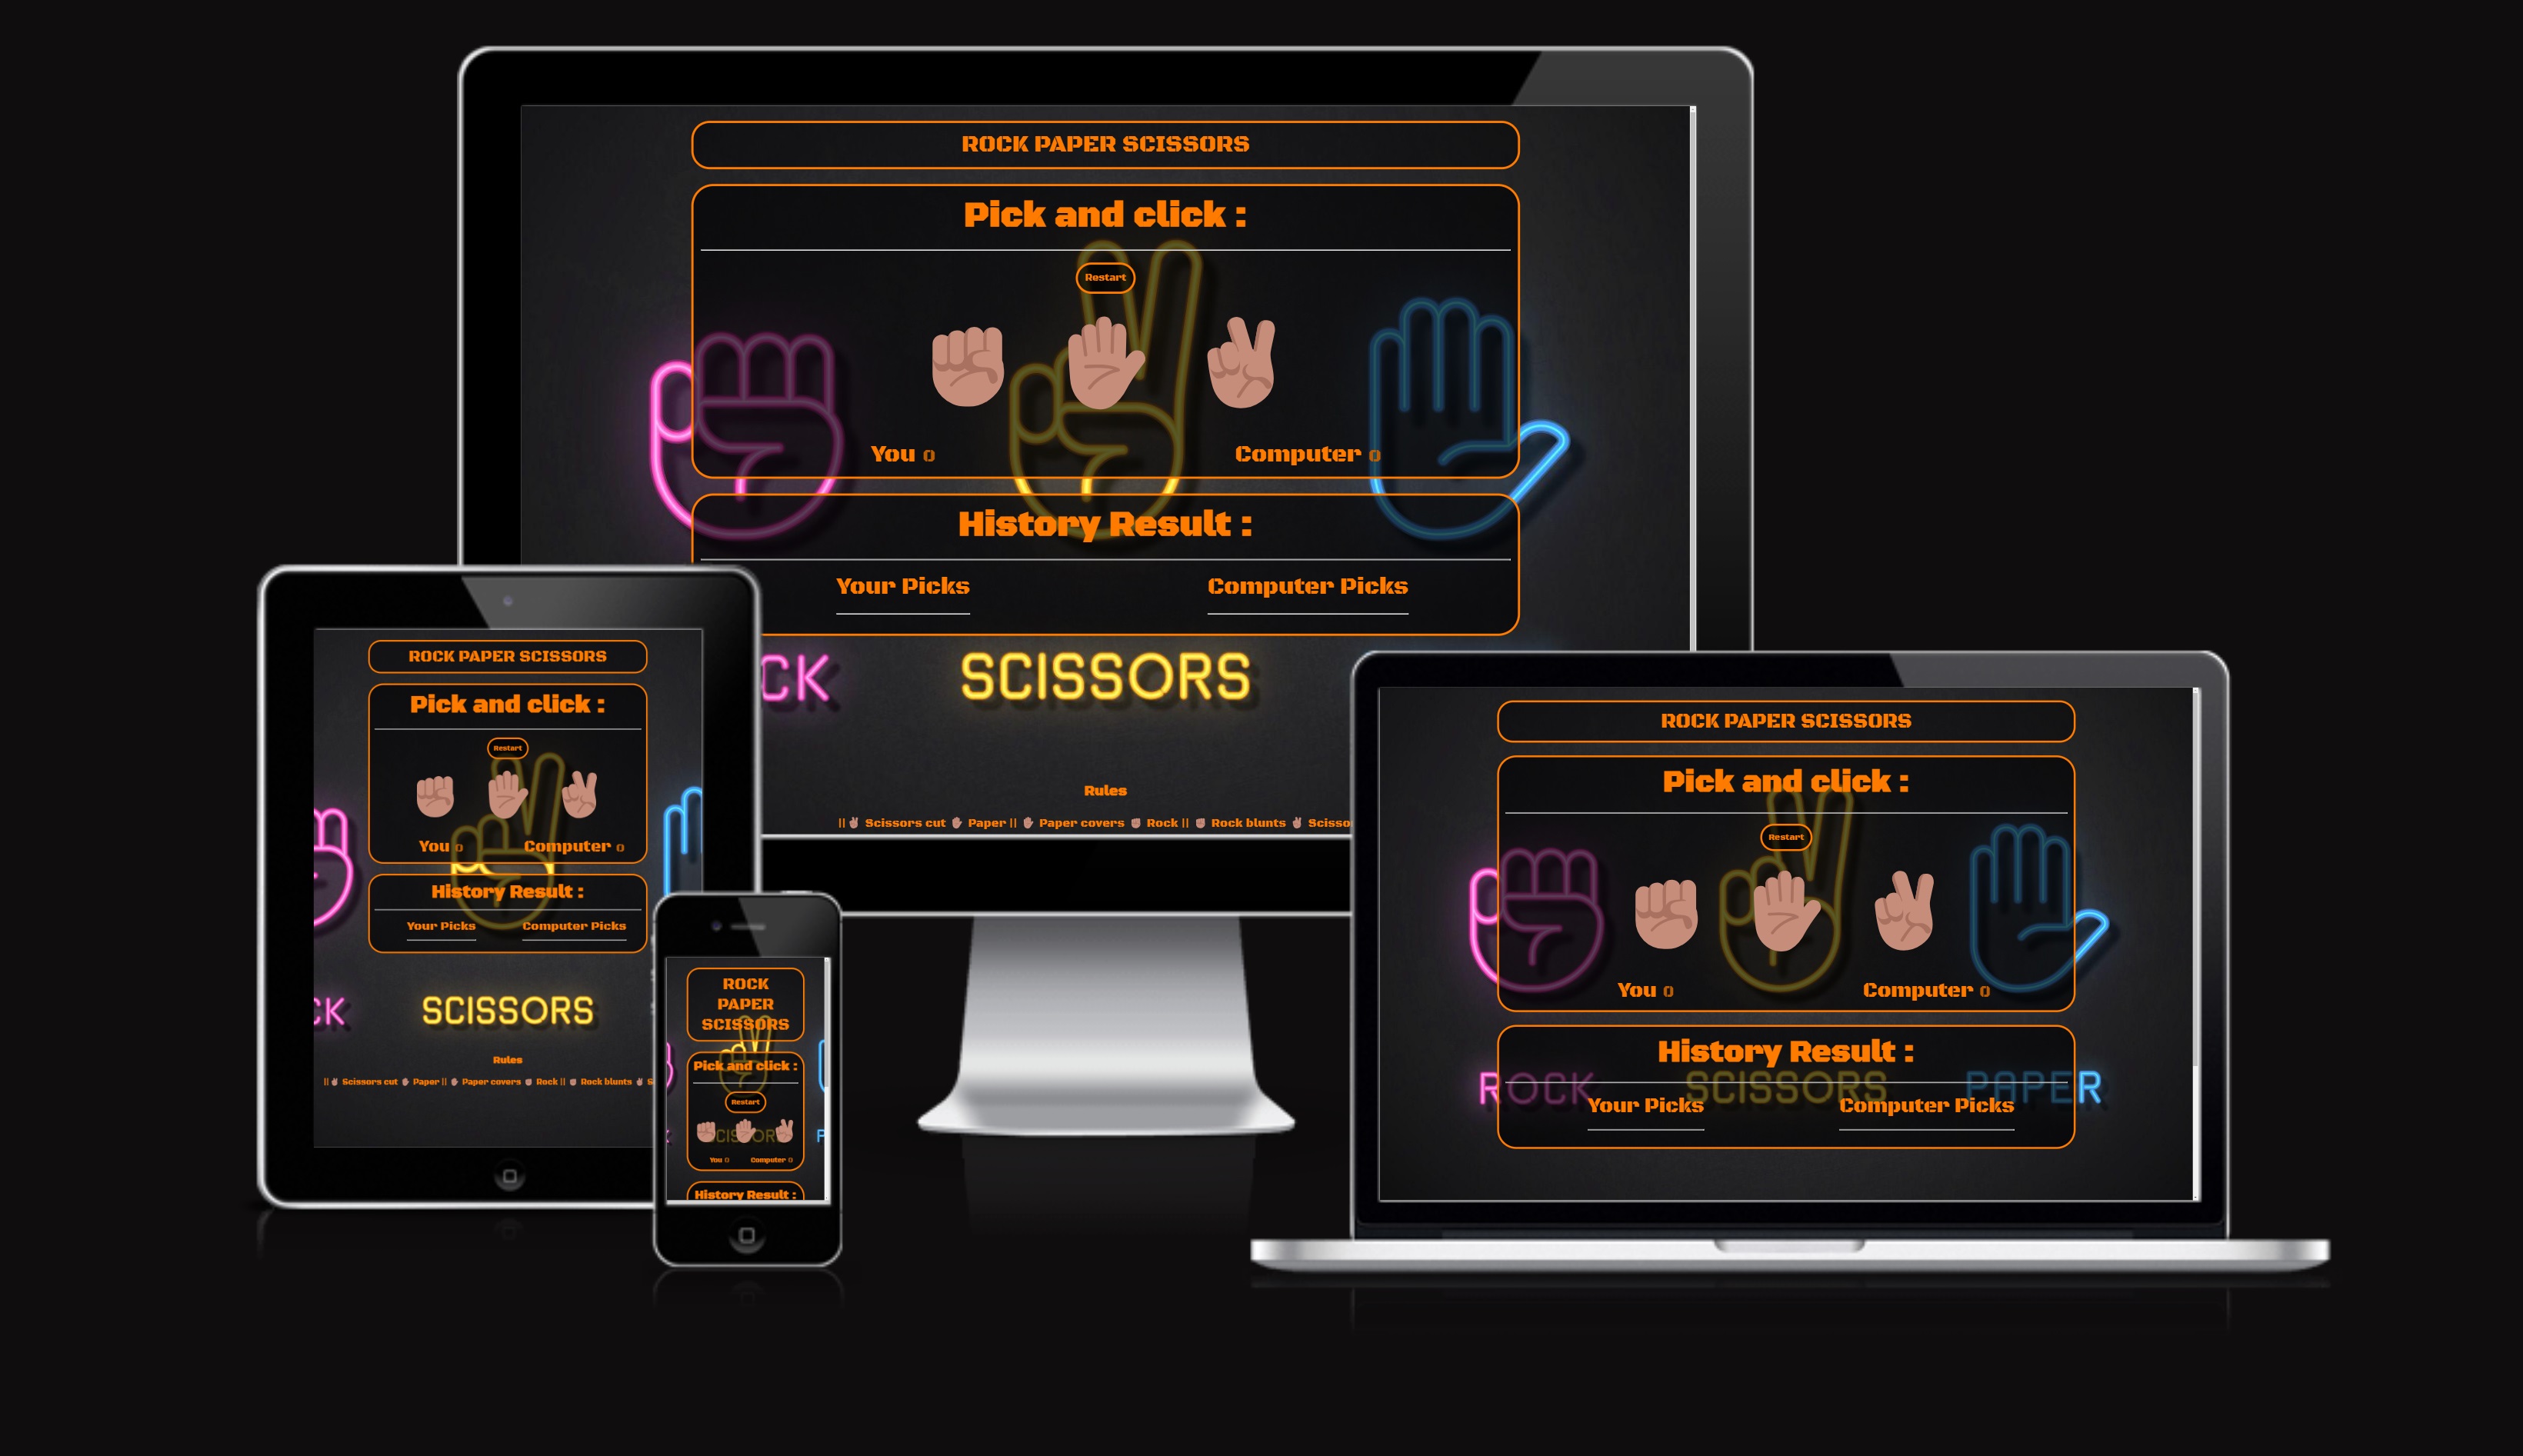 ROCK PAPER SCISSORS
Pick and click :
Restart
You 0
Computer 0
History Result :
Your Picks
Computer Picks
CK
SCISSORS
Rules
||✌🏽 Scissors cut ✋🏽 Paper || ✋🏽 Paper covers ✊🏽 Rock || ✊🏽 Rock blunts ✌🏽 Scisso
ROCK PAPER SCISSORS
Pick and click :
Restart
You 0
Computer 0
History Result :
Your Picks
Computer Picks
CK
SCISSORS
Rules
||✌🏽 Scissors cut ✋🏽 Paper || ✋🏽 Paper covers ✊🏽 Rock || ✊🏽 Rock blunts ✌🏽 S
ROCK
PAPER
SCISSORS
Pick and click :
Restart
SCISSORS
P
You 0
Computer 0
History Result :
ROCK PAPER SCISSORS
Pick and click :
Restart
You 0
Computer 0
History Result :
ROCK
SCISSORS
PAPER
Your Picks
Computer Picks